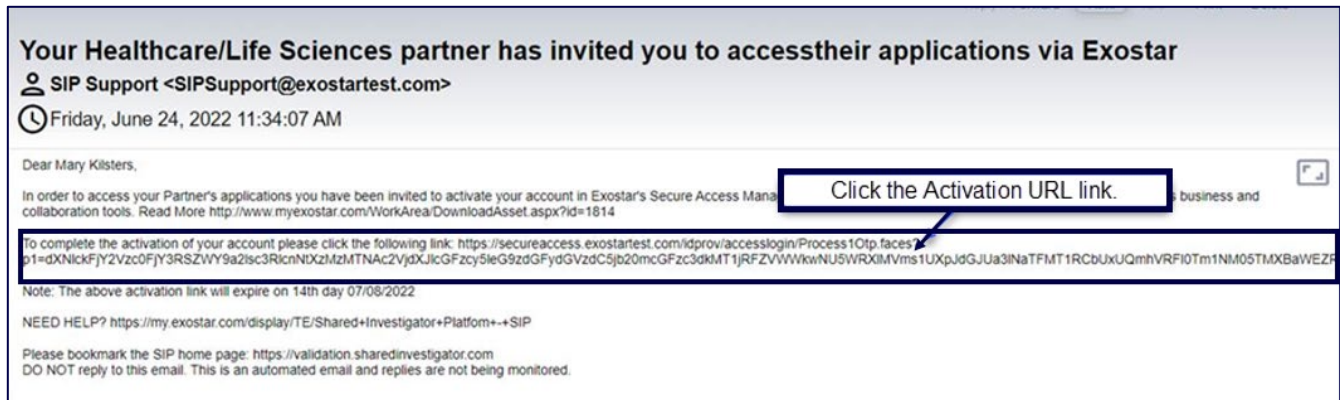 Your Healthcare/Life Sciences partner has invited you to accesstheir applications via Exostar
SIP Support <SIPSupport@exostartest.com>
Friday, June 24, 2022 11:34:07 AM
Dear Mary Kilsters,
In order to access your Partner's applications you have been invited to activate your account in Exostar's Secure Access business and
Click the Activation URL link.
collaboration tools. Read More http://www.myexostar.com/WorkArea/DownloadAsset.aspx?id=1814
To complete the activation of your account please click the following link: https://secureaccess.exostartest.com/idprov/accesslogin/Process1Otp.faces?
Note: The above activation link will expire on 14th day 07/08/2022
NEED HELP? https://my.exostar.com/display/TE/Shared+Investigator+Platfom+-+SIP
Please bookmark the SIP home page: https://validation.sharedinvestigator.com
DO NOT reply to this email. This is an automated email and replies are not being monitored.